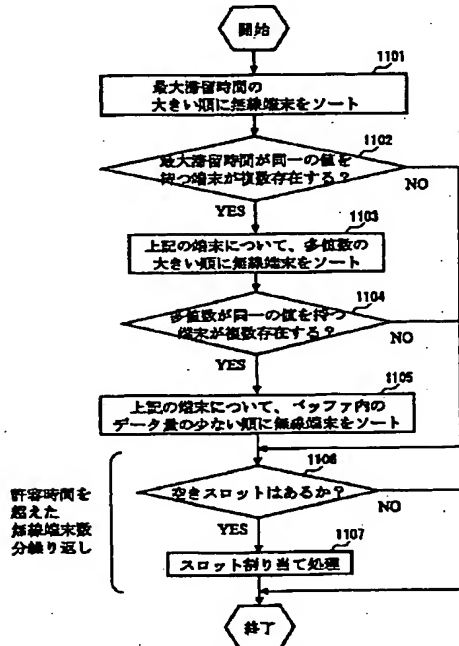 開始
1101
最大滞留時間の
大きい順に無線端末をソート
1102
最大滞留時間が同一の値を
持つ端末が複数存在する?
NO
YES
1103
上記の端末について、多値数の
大きい順に無線端末をソート
1104
多値数が同一の値を持つ
端末が複数存在する?
NO
YES
1105
上記の端末について、バッファ内の
データ量の少ない順に無線端末をソート
1106
許容時間を
超えた
無線端末数
分繰り返し
空きスロットはあるか?
NO
YES
1107
スロット割り当て処理
終了